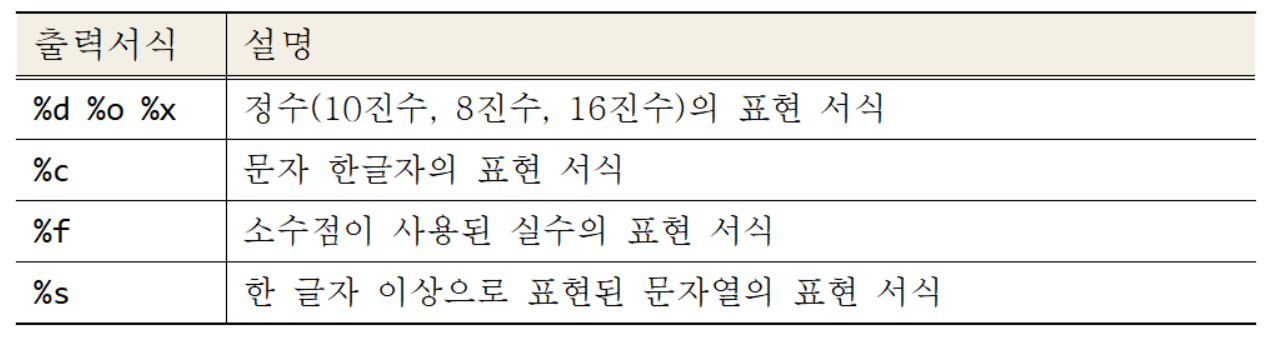 출력서식 설명
%d %o %x 정수(10진수, 8진수, 16진수)의 표현 서식
%c 문자 한글자의 표현 서식
%f 소수점이 사용된 실수의 표현 서식
%s 한 글자 이상으로 표현된 문자열의 표현 서식